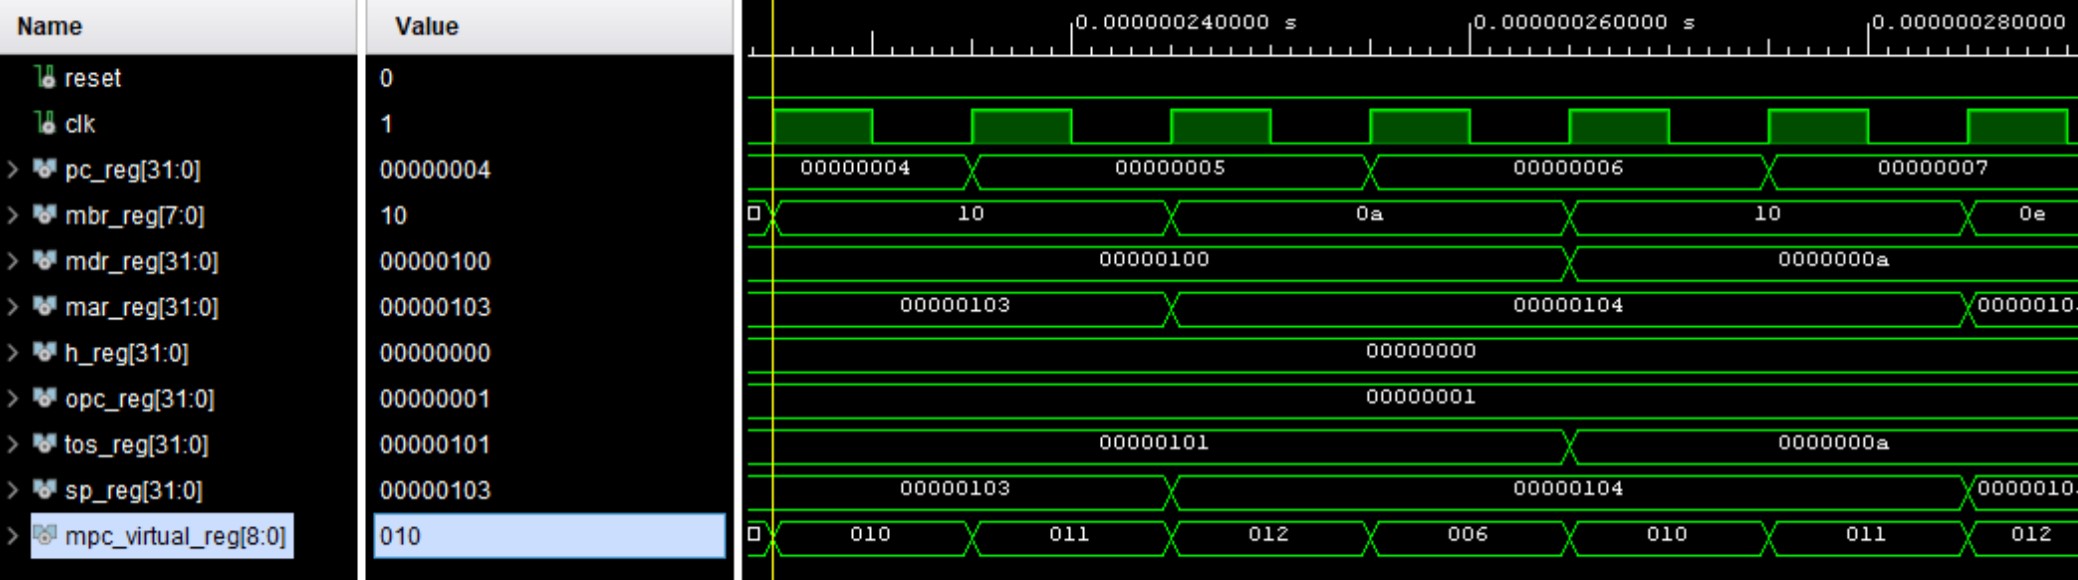 Name Value 0.000000240000 s 0.000000260000 s 0.000000280000
reset 0
clk 1
pc_reg[31:0] 00000004 00000004 00000005 00000006 00000007
mbr_reg[7:0] 10 10 0a 10 0e
mdr_reg[31:0] 00000100 00000100 0000000a
mar_reg[31:0] 00000103 00000103 00000104 0000010
h_reg[31:0] 00000000 00000000
opc_reg[31:0] 00000001 00000001
tos_reg[31:0] 00000101 00000101 0000000a
sp_reg[31:0] 00000103 00000103 00000104 0000010
mpc_virtual_reg[8:0] 010 010 011 012 006 010 011 012